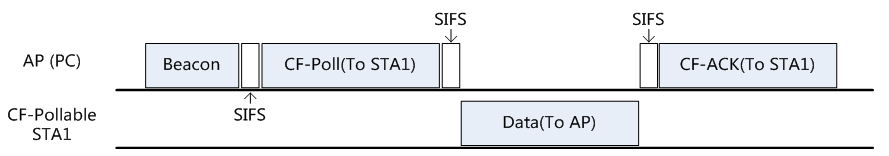 SIFS
SIFS
AP (PC)
Beacon
CF-Poll(To STA1)
CF-ACK(To STA1)
SIFS
CF-Pollable
STA1
Data(To AP)